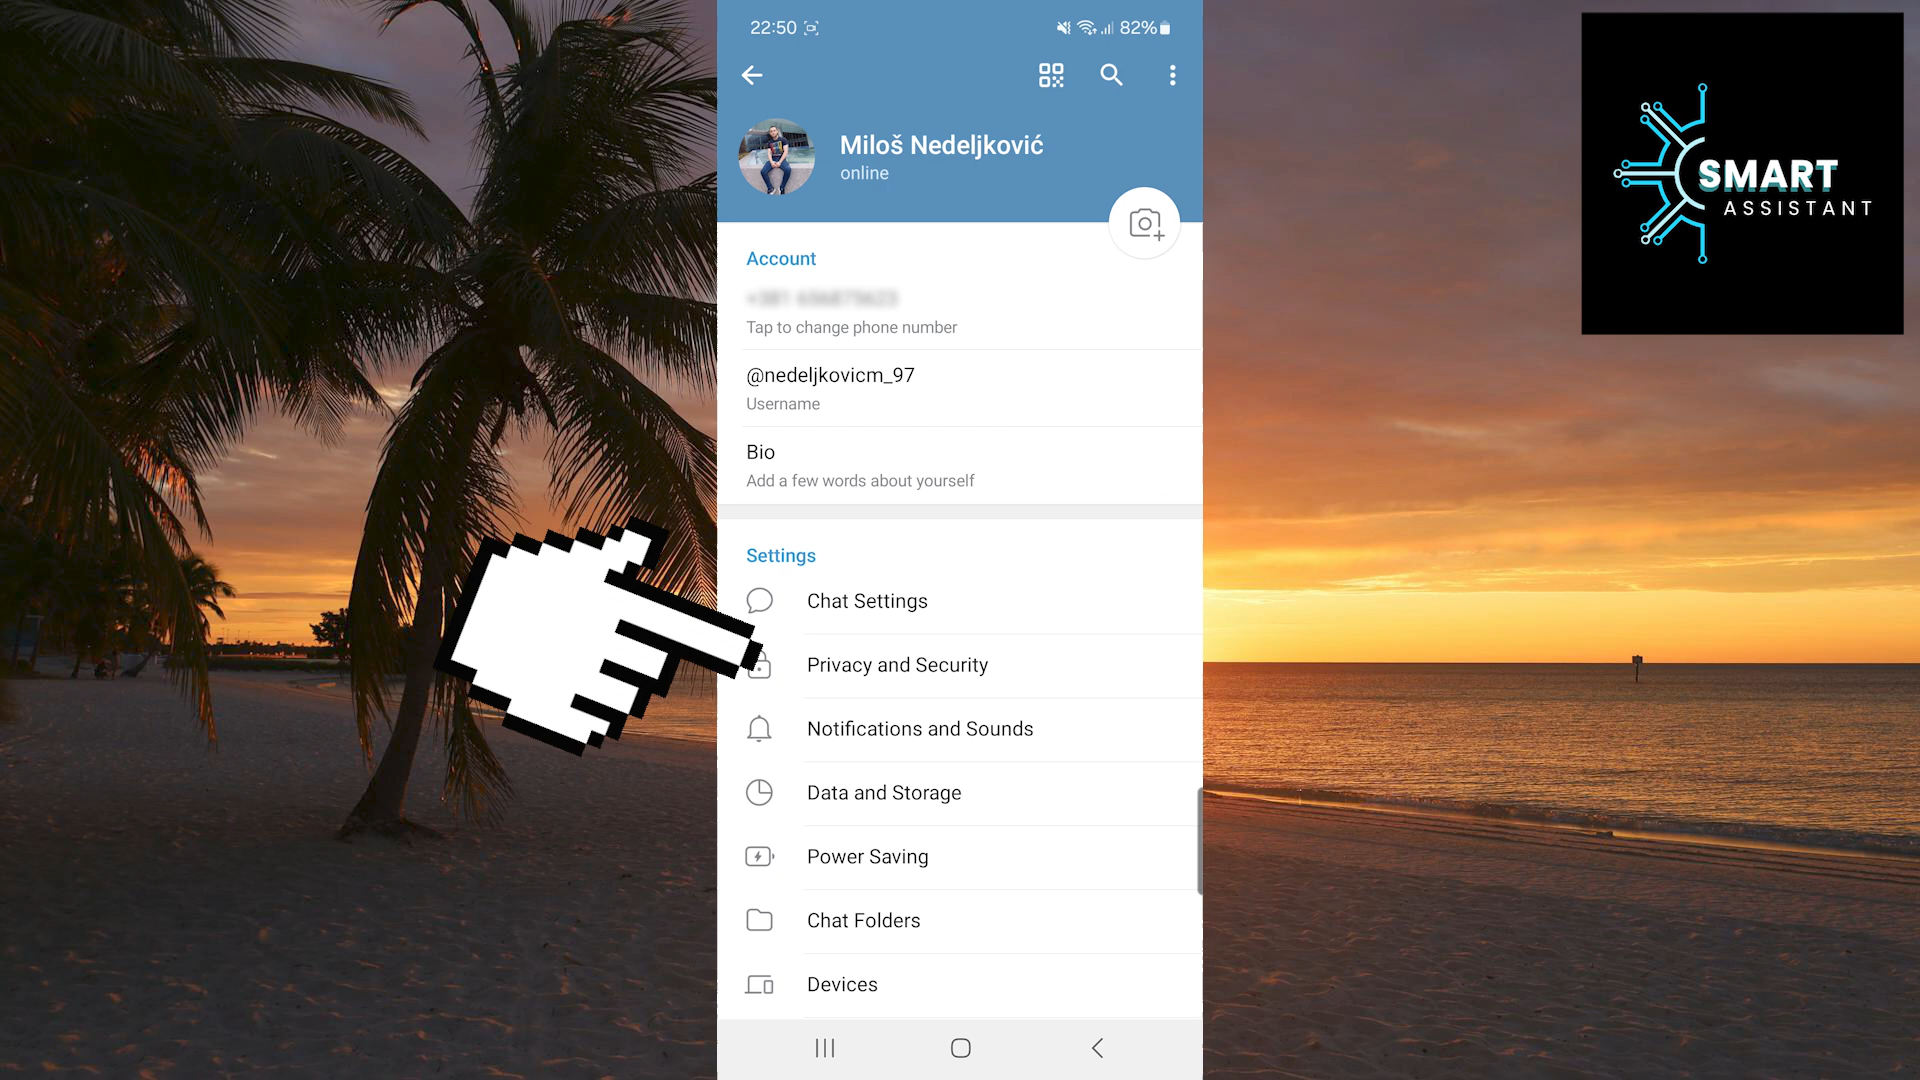 22:50
82%
Miloš Nedeljković
online
Account
Tap to change phone number
@nedeljkovicm_97
Username
Bio
Add a few words about yourself
Settings
Chat Settings
Privacy and Security
Notifications and Sounds
Data and Storage
Power Saving
Chat Folders
Devices
SMART
ASSISTANT